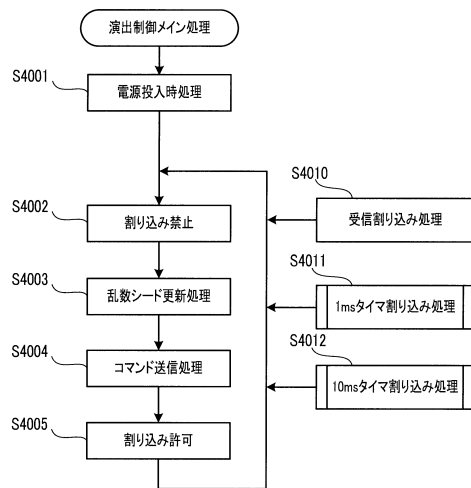 演出制御メイン処理
S4001
電源投入時処理
S4002
割り込み禁止
S4003
乱数シード更新処理
S4004
コマンド送信処理
S4005
割り込み許可
S4010
受信割り込み処理
S4011
1msタイマ割り込み処理
S4012
10msタイマ割り込み処理